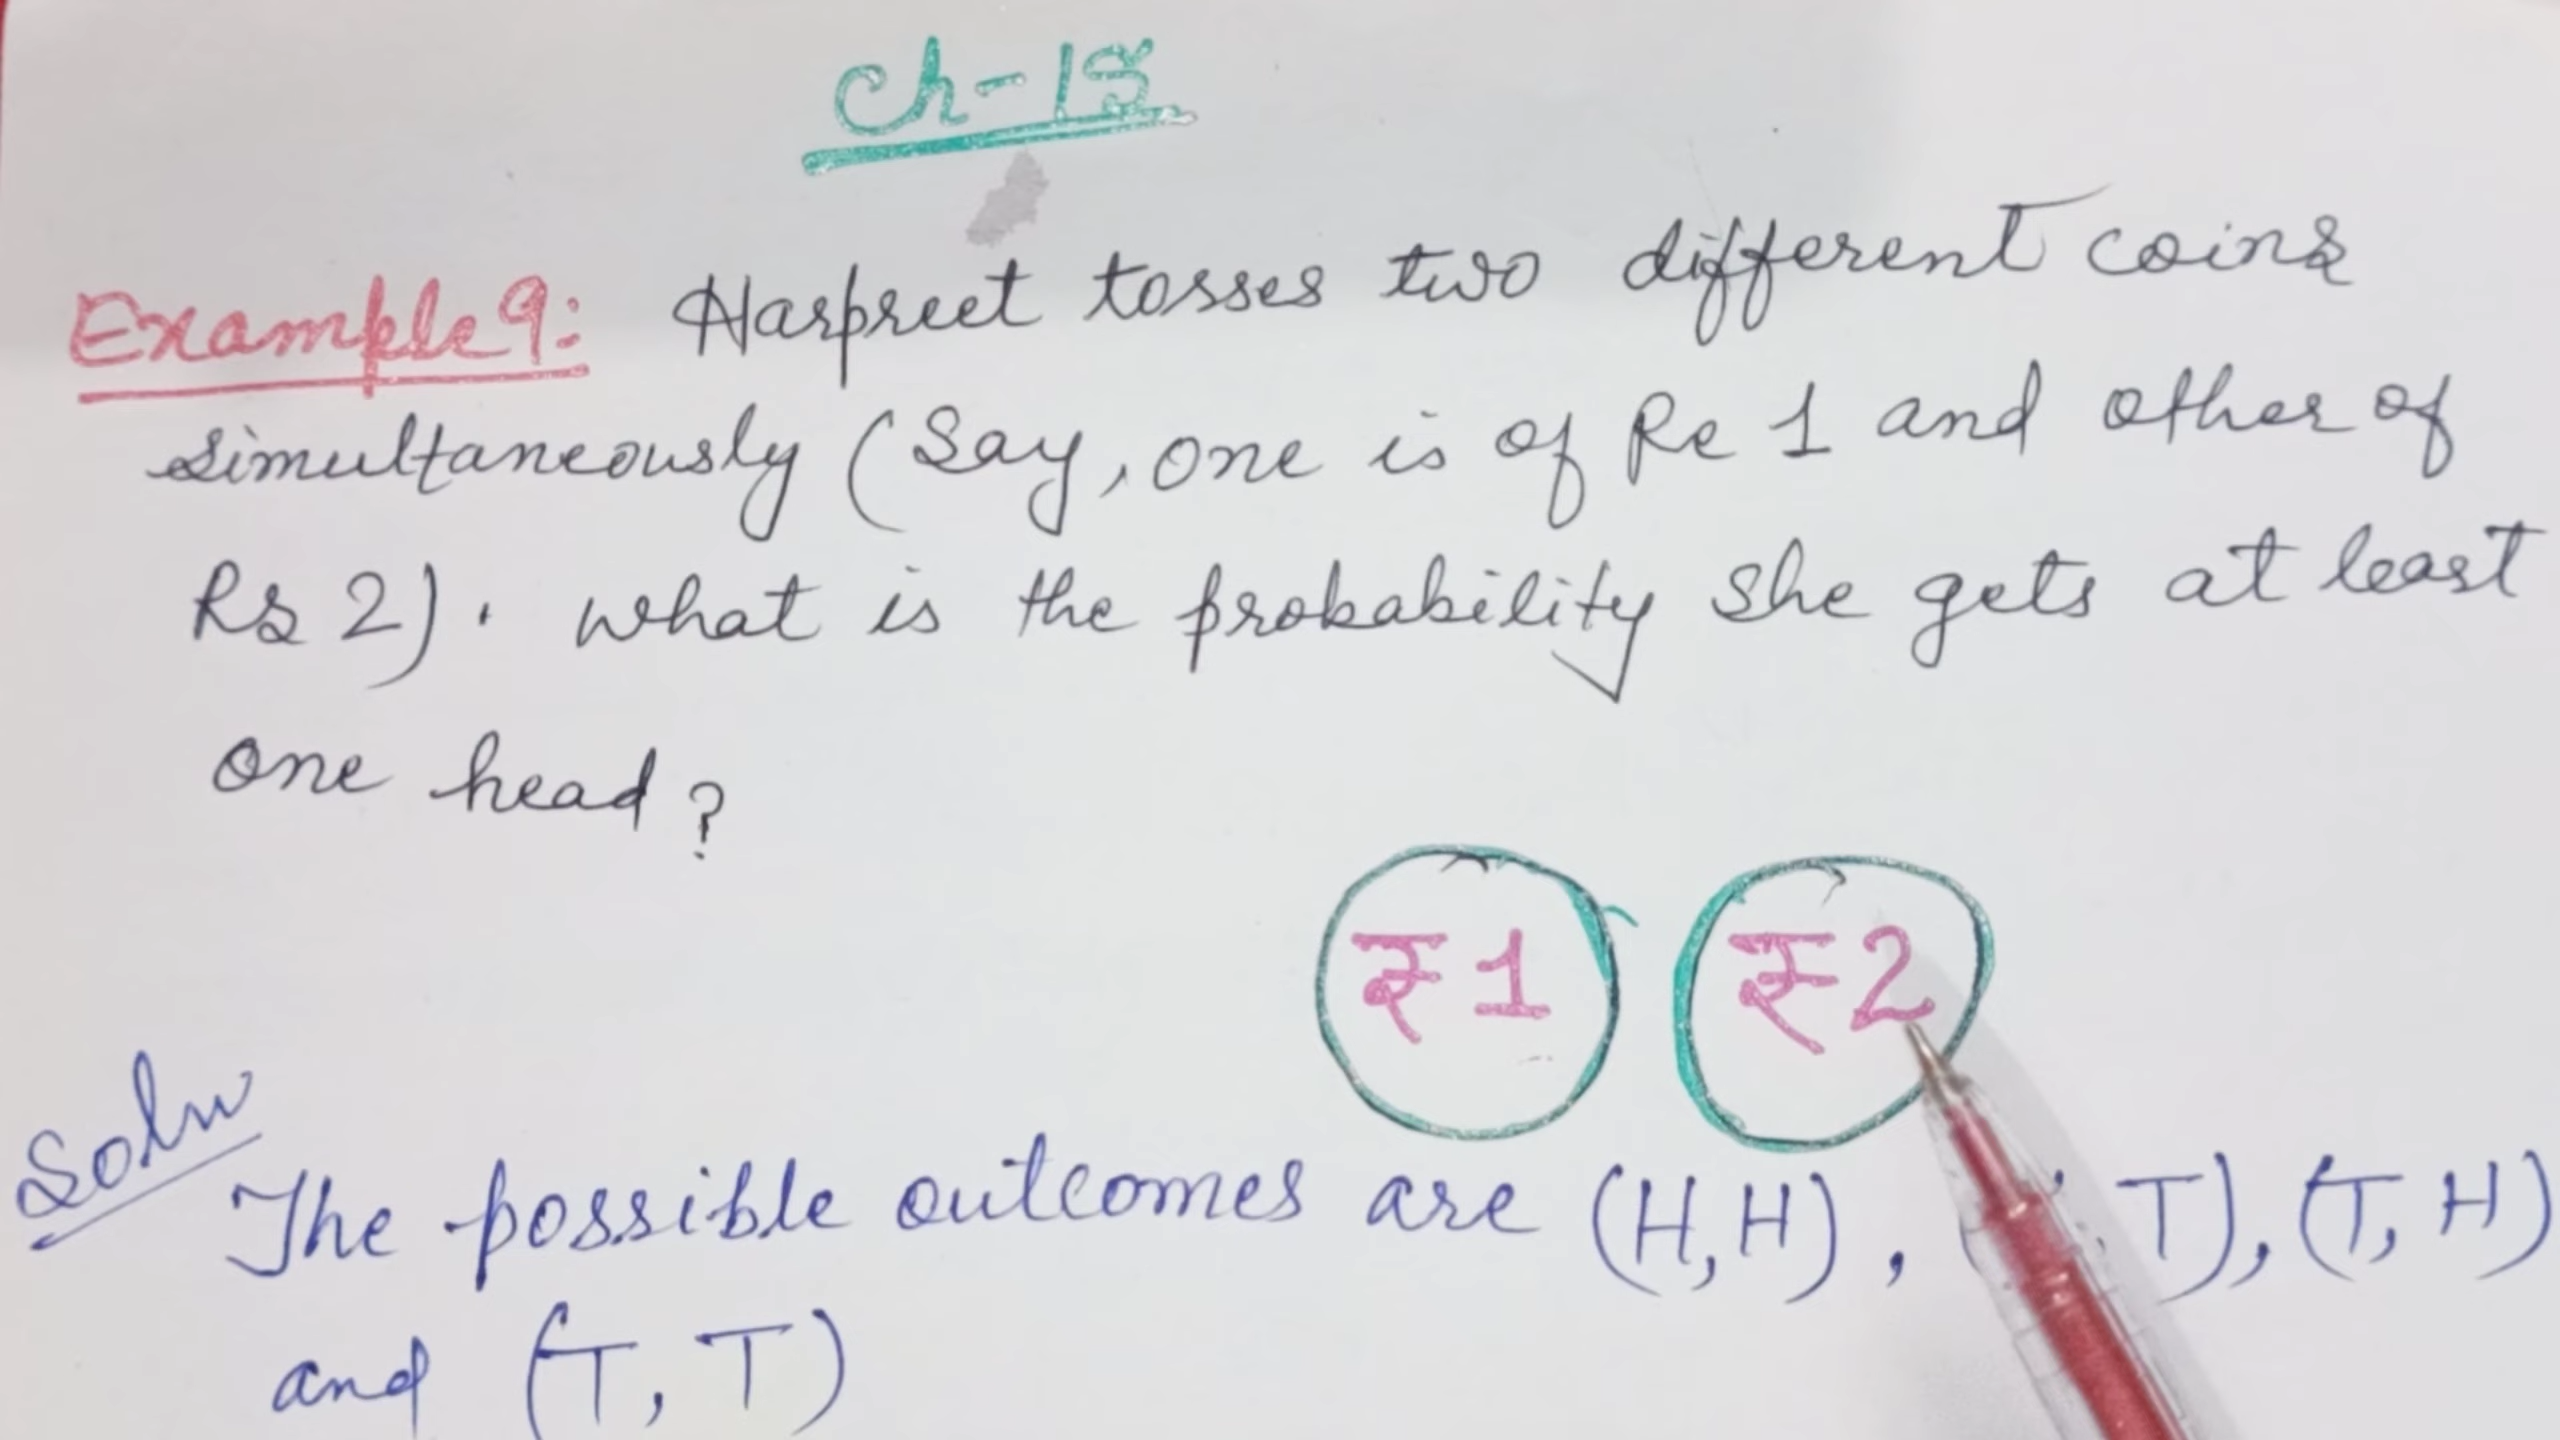 Ch-15
Example 9: Harpreet tosses two different coins
simultaneously (Say, one is of Re 1 and other of
Rs 2). What is the probability she gets at least
one head?
₹1 ₹2
Soln
The possible outcomes are (H,H), ( T), (T, H)
and (T, T)